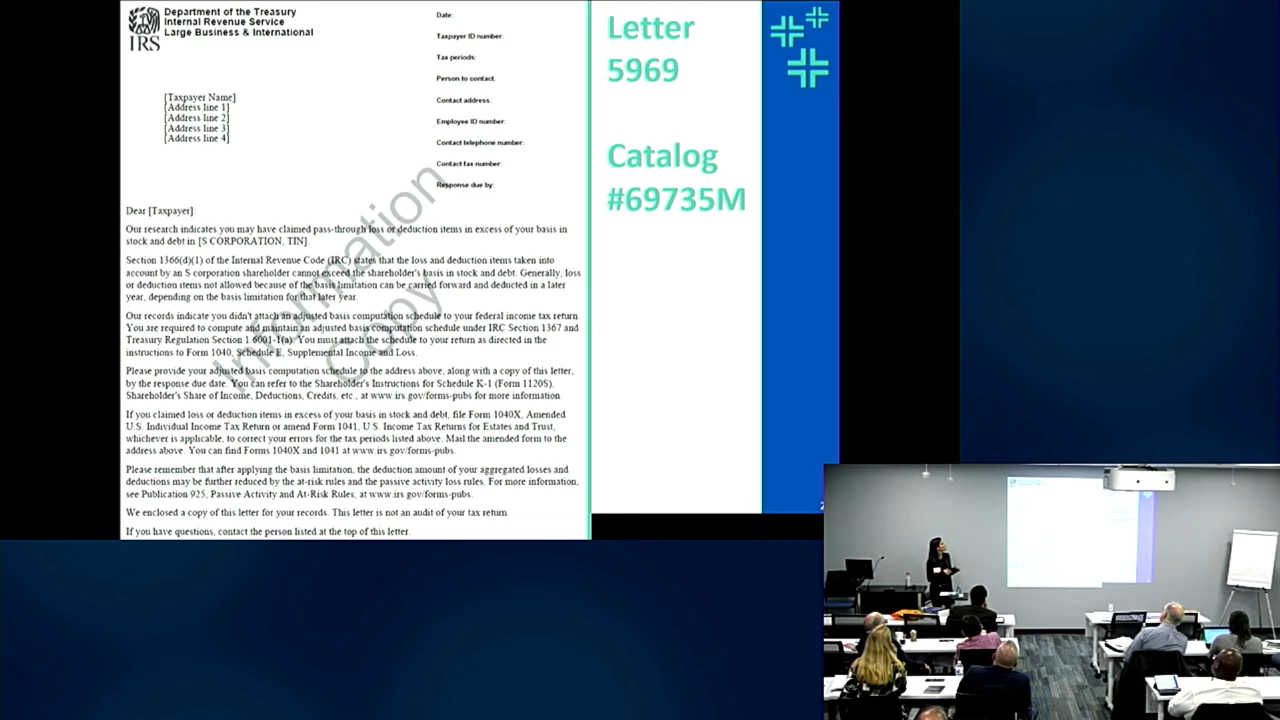 Department of the Treasury
Internal Revenue Service
Large Business & International
IRS
Date:
Taxpayer ID number:
Tax periods:
Person to contact:
Contact address:
Employee ID number:
Contact telephone number:
Contact fax number:
Response due by:
[Taxpayer Name]
[Address line 1]
[Address line 2]
[Address line 3]
[Address line 4]
Dear [Taxpayer]:
Our research indicates you may have claimed pass-through loss or deduction items in excess of your basis in
stock and debt in [S CORPORATION, TIN].
Section 1366(d)(1) of the Internal Revenue Code (IRC) states that the loss and deduction items taken into
account by an S corporation shareholder cannot exceed the shareholder's basis in stock and debt. Generally, loss
or deduction items not allowed because of the basis limitation can be carried forward and deducted in a later
year, depending on the basis limitation for that later year.
Our records indicate you didn't attach an adjusted basis computation schedule to your federal income tax return.
You are required to compute and maintain an adjusted basis computation schedule under IRC Section 1367 and
Treasury Regulation Section 1.6001-1(a). You must attach the schedule to your return as directed in the
instructions to Form 1040, Schedule E, Supplemental Income and Loss.
Please provide your adjusted basis computation schedule to the address above, along with a copy of this letter,
by the response due date. You can refer to the Shareholder's Instructions for Schedule K-1 (Form 1120S),
Shareholder's Share of Income, Deductions, Credits, etc., at www.irs.gov/forms-pubs for more information.
If you claimed loss or deduction items in excess of your basis in stock and debt, file Form 1040X, Amended
U.S. Individual Income Tax Return or amend Form 1041, U.S. Income Tax Returns for Estates and Trust,
whichever is applicable, to correct your errors for the tax periods listed above. Mail the amended form to the
address above. You can find Forms 1040X and 1041 at www.irs.gov/forms-pubs.
Please remember that after applying the basis limitation, the deduction amount of your aggregated losses and
deductions may be further reduced by the at-risk rules and the passive activity loss rules. For more information,
see Publication 925, Passive Activity and At-Risk Rules, at www.irs.gov/forms-pubs.
We enclosed a copy of this letter for your records. This letter is not an audit of your tax return.
If you have questions, contact the person listed at the top of this letter.
Information
Copy
Letter
5969
Catalog
#69735M